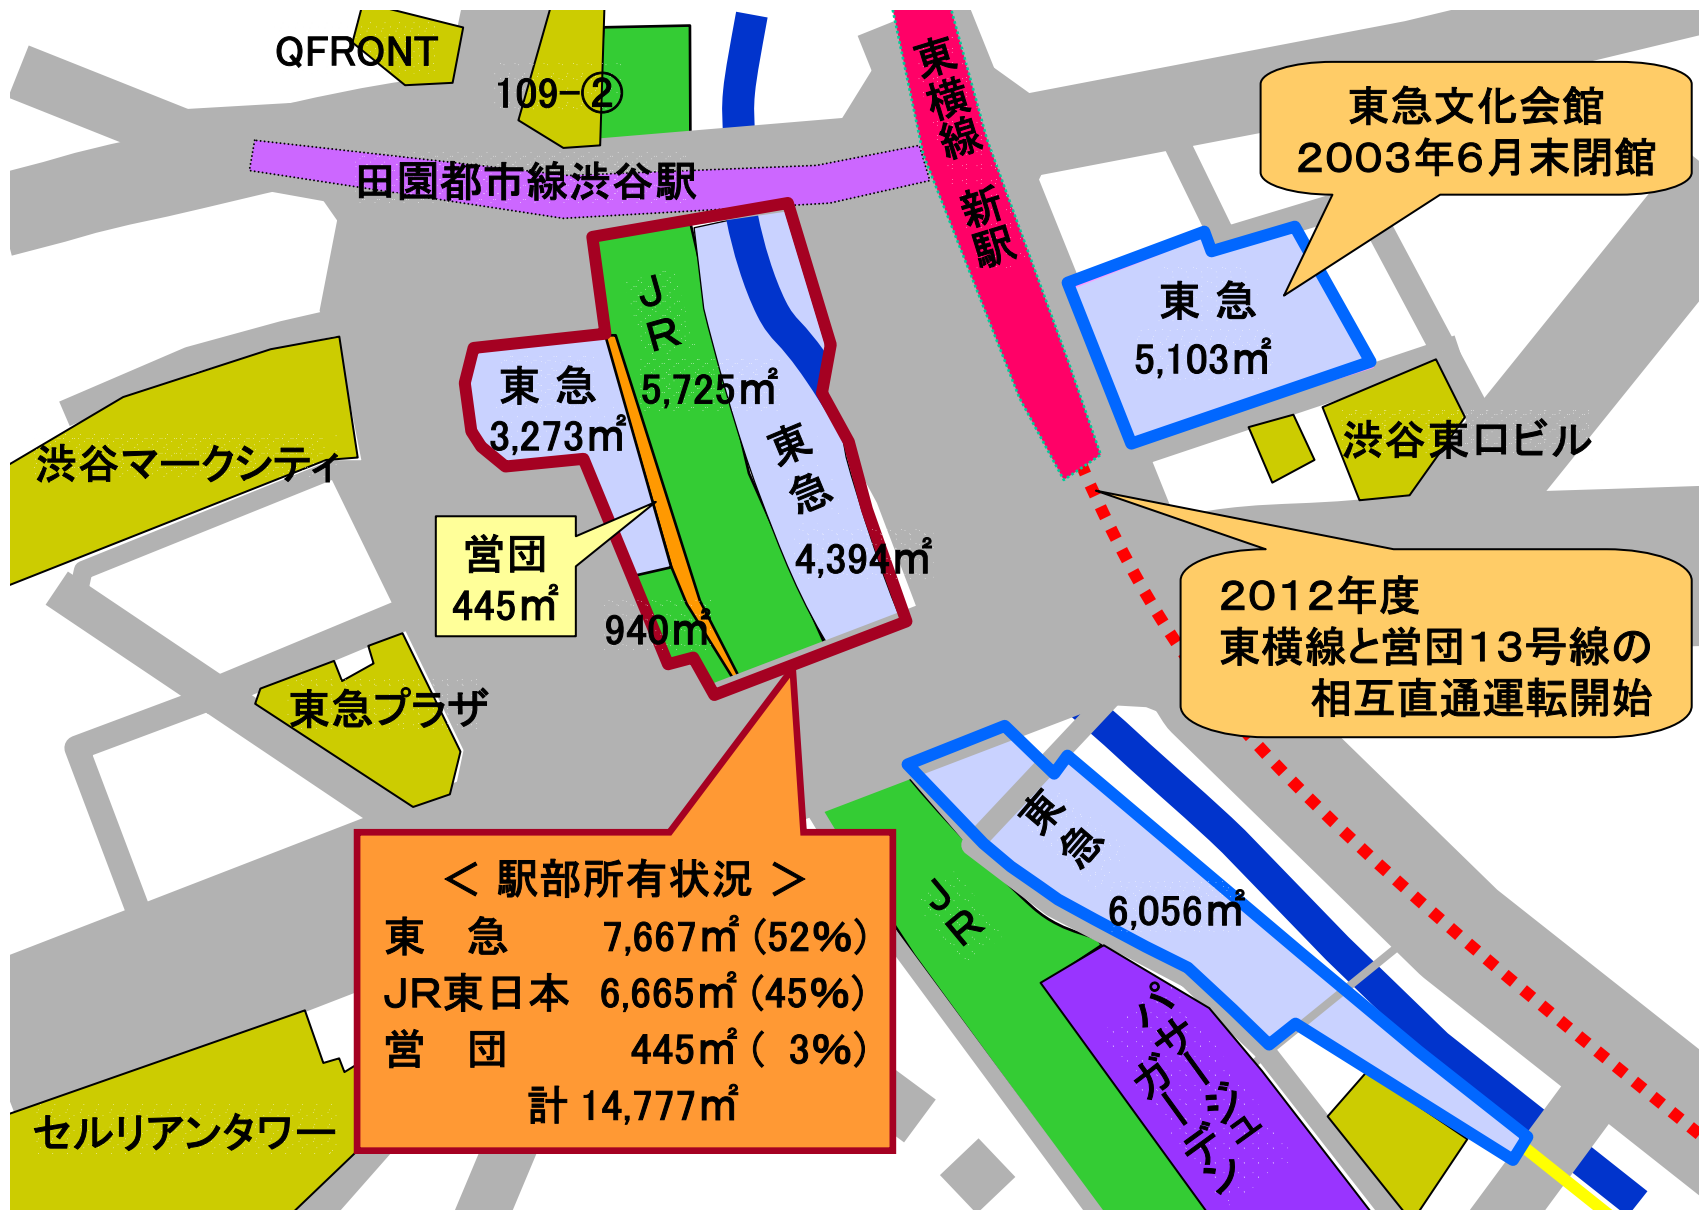 QFRONT
109-②
東横線 新駅
東急文化会館
2003年6月末閉館
田園都市線渋谷駅
JR
5,725㎡
東急
5,103㎡
東急
3,273㎡
東急
4,394㎡
渋谷マークシティ
渋谷東口ビル
営団
445㎡
940㎡
2012年度
東横線と営団13号線の
相互直通運転開始
東急プラザ
東急
6,056㎡
JR
パサージュ
ガーデン
＜ 駅部所有状況 ＞
東 急 7,667㎡ (52%)
JR東日本 6,665㎡ (45%)
営 団 445㎡ ( 3%)
計 14,777㎡
セルリアンタワー